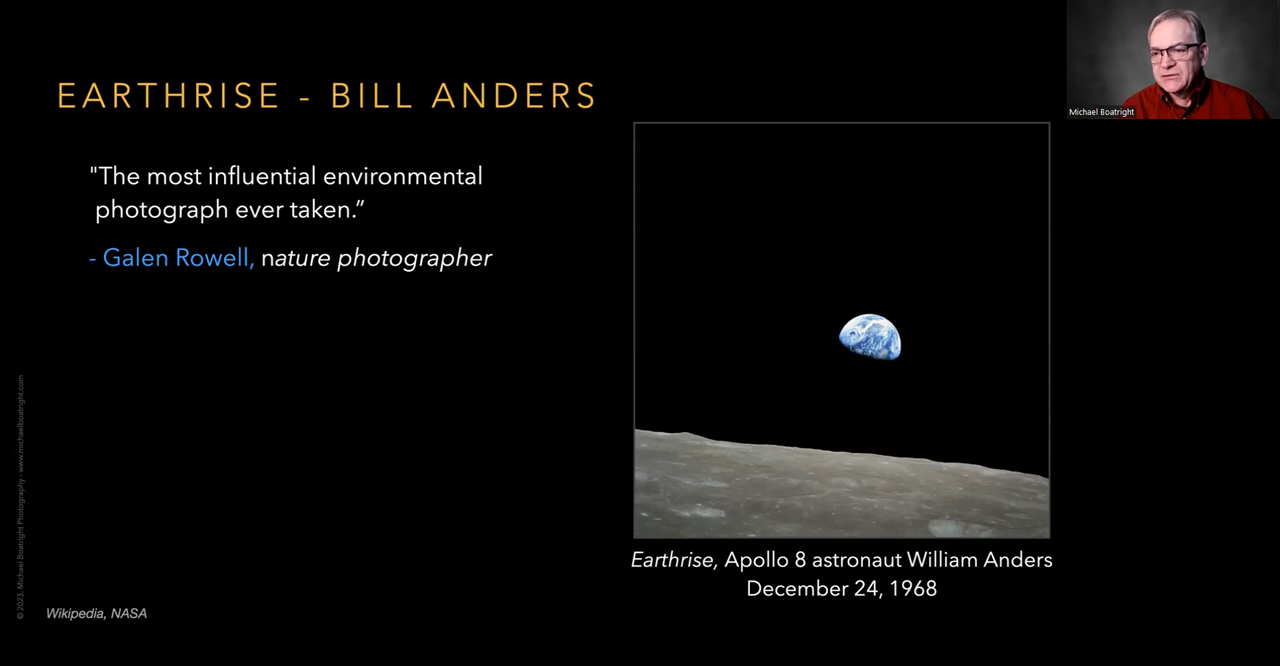 EARTHRISE - BILL ANDERS
"The most influential environmental
photograph ever taken.”
- Galen Rowell, nature photographer
Earthrise, Apollo 8 astronaut William Anders
December 24, 1968
Wikipedia, NASA
© 2023, Michael Boatright Photography - www.michaelboatright.com
Michael Boatright